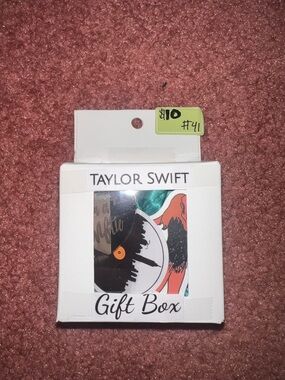 $10
#41
TAYLOR SWIFT
Gift Box